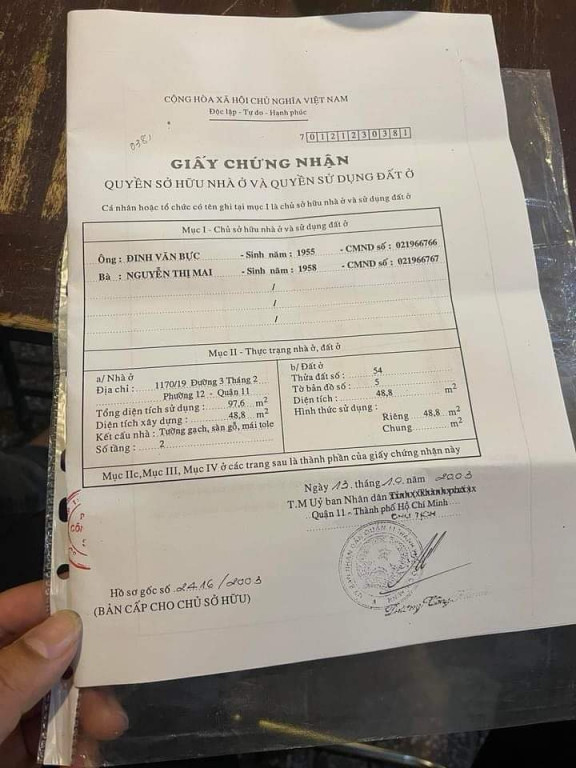 CỘNG HÒA XÃ HỘI CHỦ NGHĨA VIỆT NAM
Độc lập - Tự do - Hạnh phúc
7 0121230381
0381
GIẤY CHỨNG NHẬN
QUYỀN SỞ HỮU NHÀ Ở VÀ QUYỀN SỬ DỤNG ĐẤT Ở
Cá nhân hoặc tổ chức có tên ghi tại mục I là chủ sở hữu nhà ở và sử dụng đất ở
Mục I - Chủ sở hữu nhà ở và sử dụng đất ở
Ông : ĐINH VĂN BỰC - Sinh năm : 1955 - CMND số : 021966766
Bà : NGUYỄN THỊ MAI - Sinh năm : 1958 - CMND số : 021966767
/
/
/
Mục II - Thực trạng nhà ở, đất ở
a/ Nhà ở
Địa chỉ : 1170/19 Đường 3 Tháng 2
Phường 12 - Quận 11
Tổng diện tích sử dụng : 97,6 m²
Diện tích xây dựng : 48,8 m²
Kết cấu nhà : Tường gạch, sàn gỗ, mái tole
Số tầng : 2
b/ Đất ở
Thửa đất số : 54
Tờ bản đồ số : 5
Diện tích : 48,8 m²
Hình thức sử dụng :
Riêng 48,8 m²
Chung m²
Mục IIc, Mục III, Mục IV ở các trang sau là thành phần của giấy chứng nhận này
Ngày 13 tháng 10 năm 2003
T.M Uỷ ban Nhân dân
Quận 11 - Thành phố Hồ Chí Minh
CHỦ TỊCH
Hồ sơ gốc số 2416/2003
(BẢN CẤP CHO CHỦ SỞ HỮU)